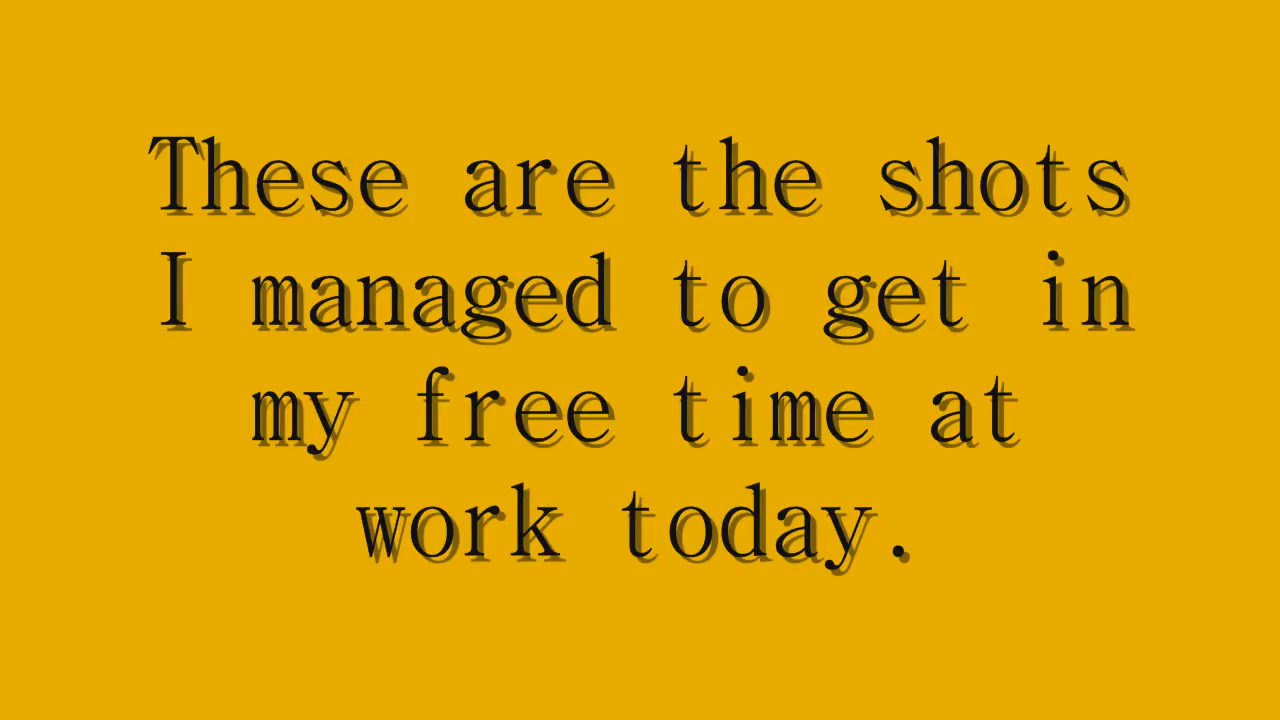 These are the shots
I managed to get in
my free time at
work today.